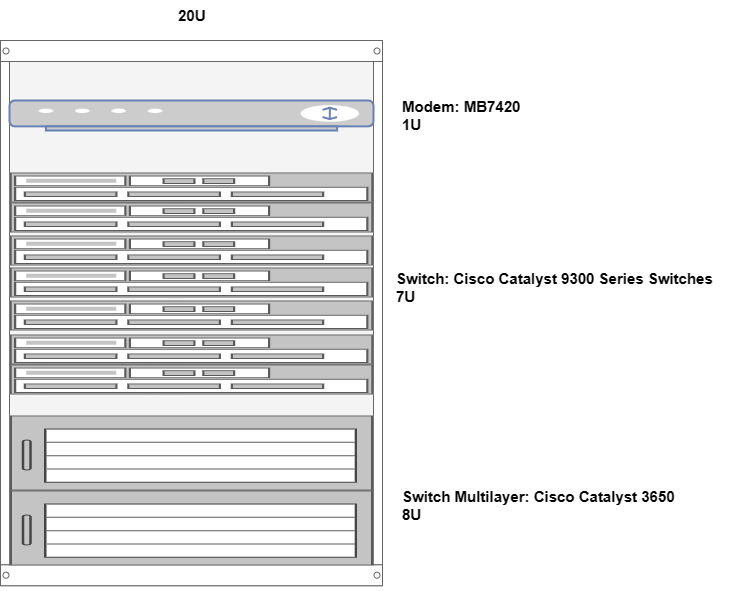 20U
Modem: MB7420
1U
Switch: Cisco Catalyst 9300 Series Switches
7U
Switch Multilayer: Cisco Catalyst 3650
8U